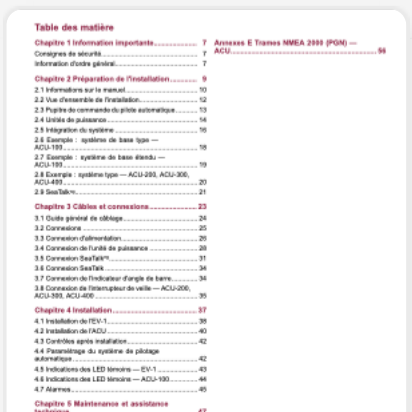 Table des matière
Chapitre 1 Information importante.................. 7
Consignes de sécurité.................. 7
Information d'ordre général.................. 7
Chapitre 2 Préparation de l'installation.......... 9
2.1 Informations sur le manuel.................. 10
2.2 Vue d'ensemble de l'installation.................. 12
2.3 Pupitre de commande du pilote automatique.......... 13
2.4 Unités de puissance.................. 14
2.5 Intégration du système.................. 16
2.6 Exemple : système de base type —
ACU-100.................. 18
2.7 Exemple : système de base étendu —
ACU-100.................. 19
2.8 Exemple : système type — ACU-200, ACU-300,
ACU-400.................. 20
2.9 SeaTalkng.................. 21
Chapitre 3 Câbles et connexions.................. 23
3.1 Guide général de câblage.................. 24
3.2 Connexions.................. 25
3.3 Connexion d'alimentation.................. 26
3.4 Connexion de l'unité de puissance.................. 28
3.5 Connexion SeaTalkng.................. 31
3.6 Connexion SeaTalk.................. 34
3.7 Connexion de l'indicateur d'angle de barre.......... 34
3.8 Connexion de l'interrupteur de veille — ACU-200,
ACU-300, ACU-400.................. 35
Chapitre 4 Installation.................. 37
4.1 Installation de l'EV-1.................. 38
4.2 Installation de l'ACU.................. 40
4.3 Contrôles après installation.................. 42
4.4 Paramétrage du système de pilotage
automatique.................. 42
4.5 Indications des LED témoins — EV-1.................. 43
4.6 Indications des LED témoins — ACU-100.......... 44
4.7 Alarmes.................. 45
Chapitre 5 Maintenance et assistance
technique.................. 47
Annexes E Trames NMEA 2000 (PGN) —
ACU.................. 56